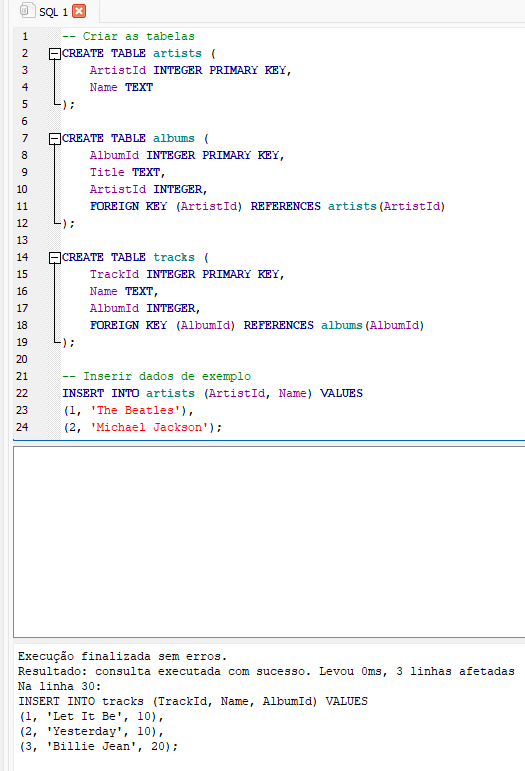 SQL 1
1 -- Criar as tabelas
2 CREATE TABLE artists (
3 ArtistId INTEGER PRIMARY KEY,
4 Name TEXT
5 );
6
7 CREATE TABLE albums (
8 AlbumId INTEGER PRIMARY KEY,
9 Title TEXT,
10 ArtistId INTEGER,
11 FOREIGN KEY (ArtistId) REFERENCES artists(ArtistId)
12 );
13
14 CREATE TABLE tracks (
15 TrackId INTEGER PRIMARY KEY,
16 Name TEXT,
17 AlbumId INTEGER,
18 FOREIGN KEY (AlbumId) REFERENCES albums(AlbumId)
19 );
20
21 -- Inserir dados de exemplo
22 INSERT INTO artists (ArtistId, Name) VALUES
23 (1, 'The Beatles'),
24 (2, 'Michael Jackson');
Execução finalizada sem erros.
Resultado: consulta executada com sucesso. Levou 0ms, 3 linhas afetadas
Na linha 30:
INSERT INTO tracks (TrackId, Name, AlbumId) VALUES
(1, 'Let It Be', 10),
(2, 'Yesterday', 10),
(3, 'Billie Jean', 20);